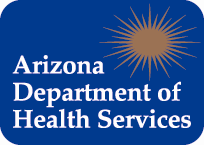 Arizona
Department of
Health Services